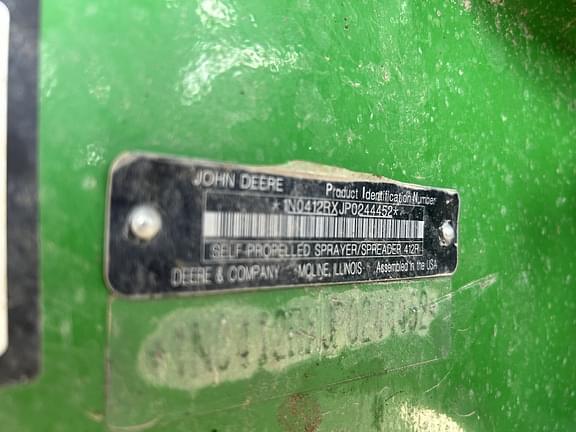 JOHN DEERE Product Identification Number
*1N0412RXJP0244452*
SELF-PROPELLED SPRAYER/SPREADER 412R
DEERE & COMPANY MOLINE, ILLINOIS Assembled in the USA